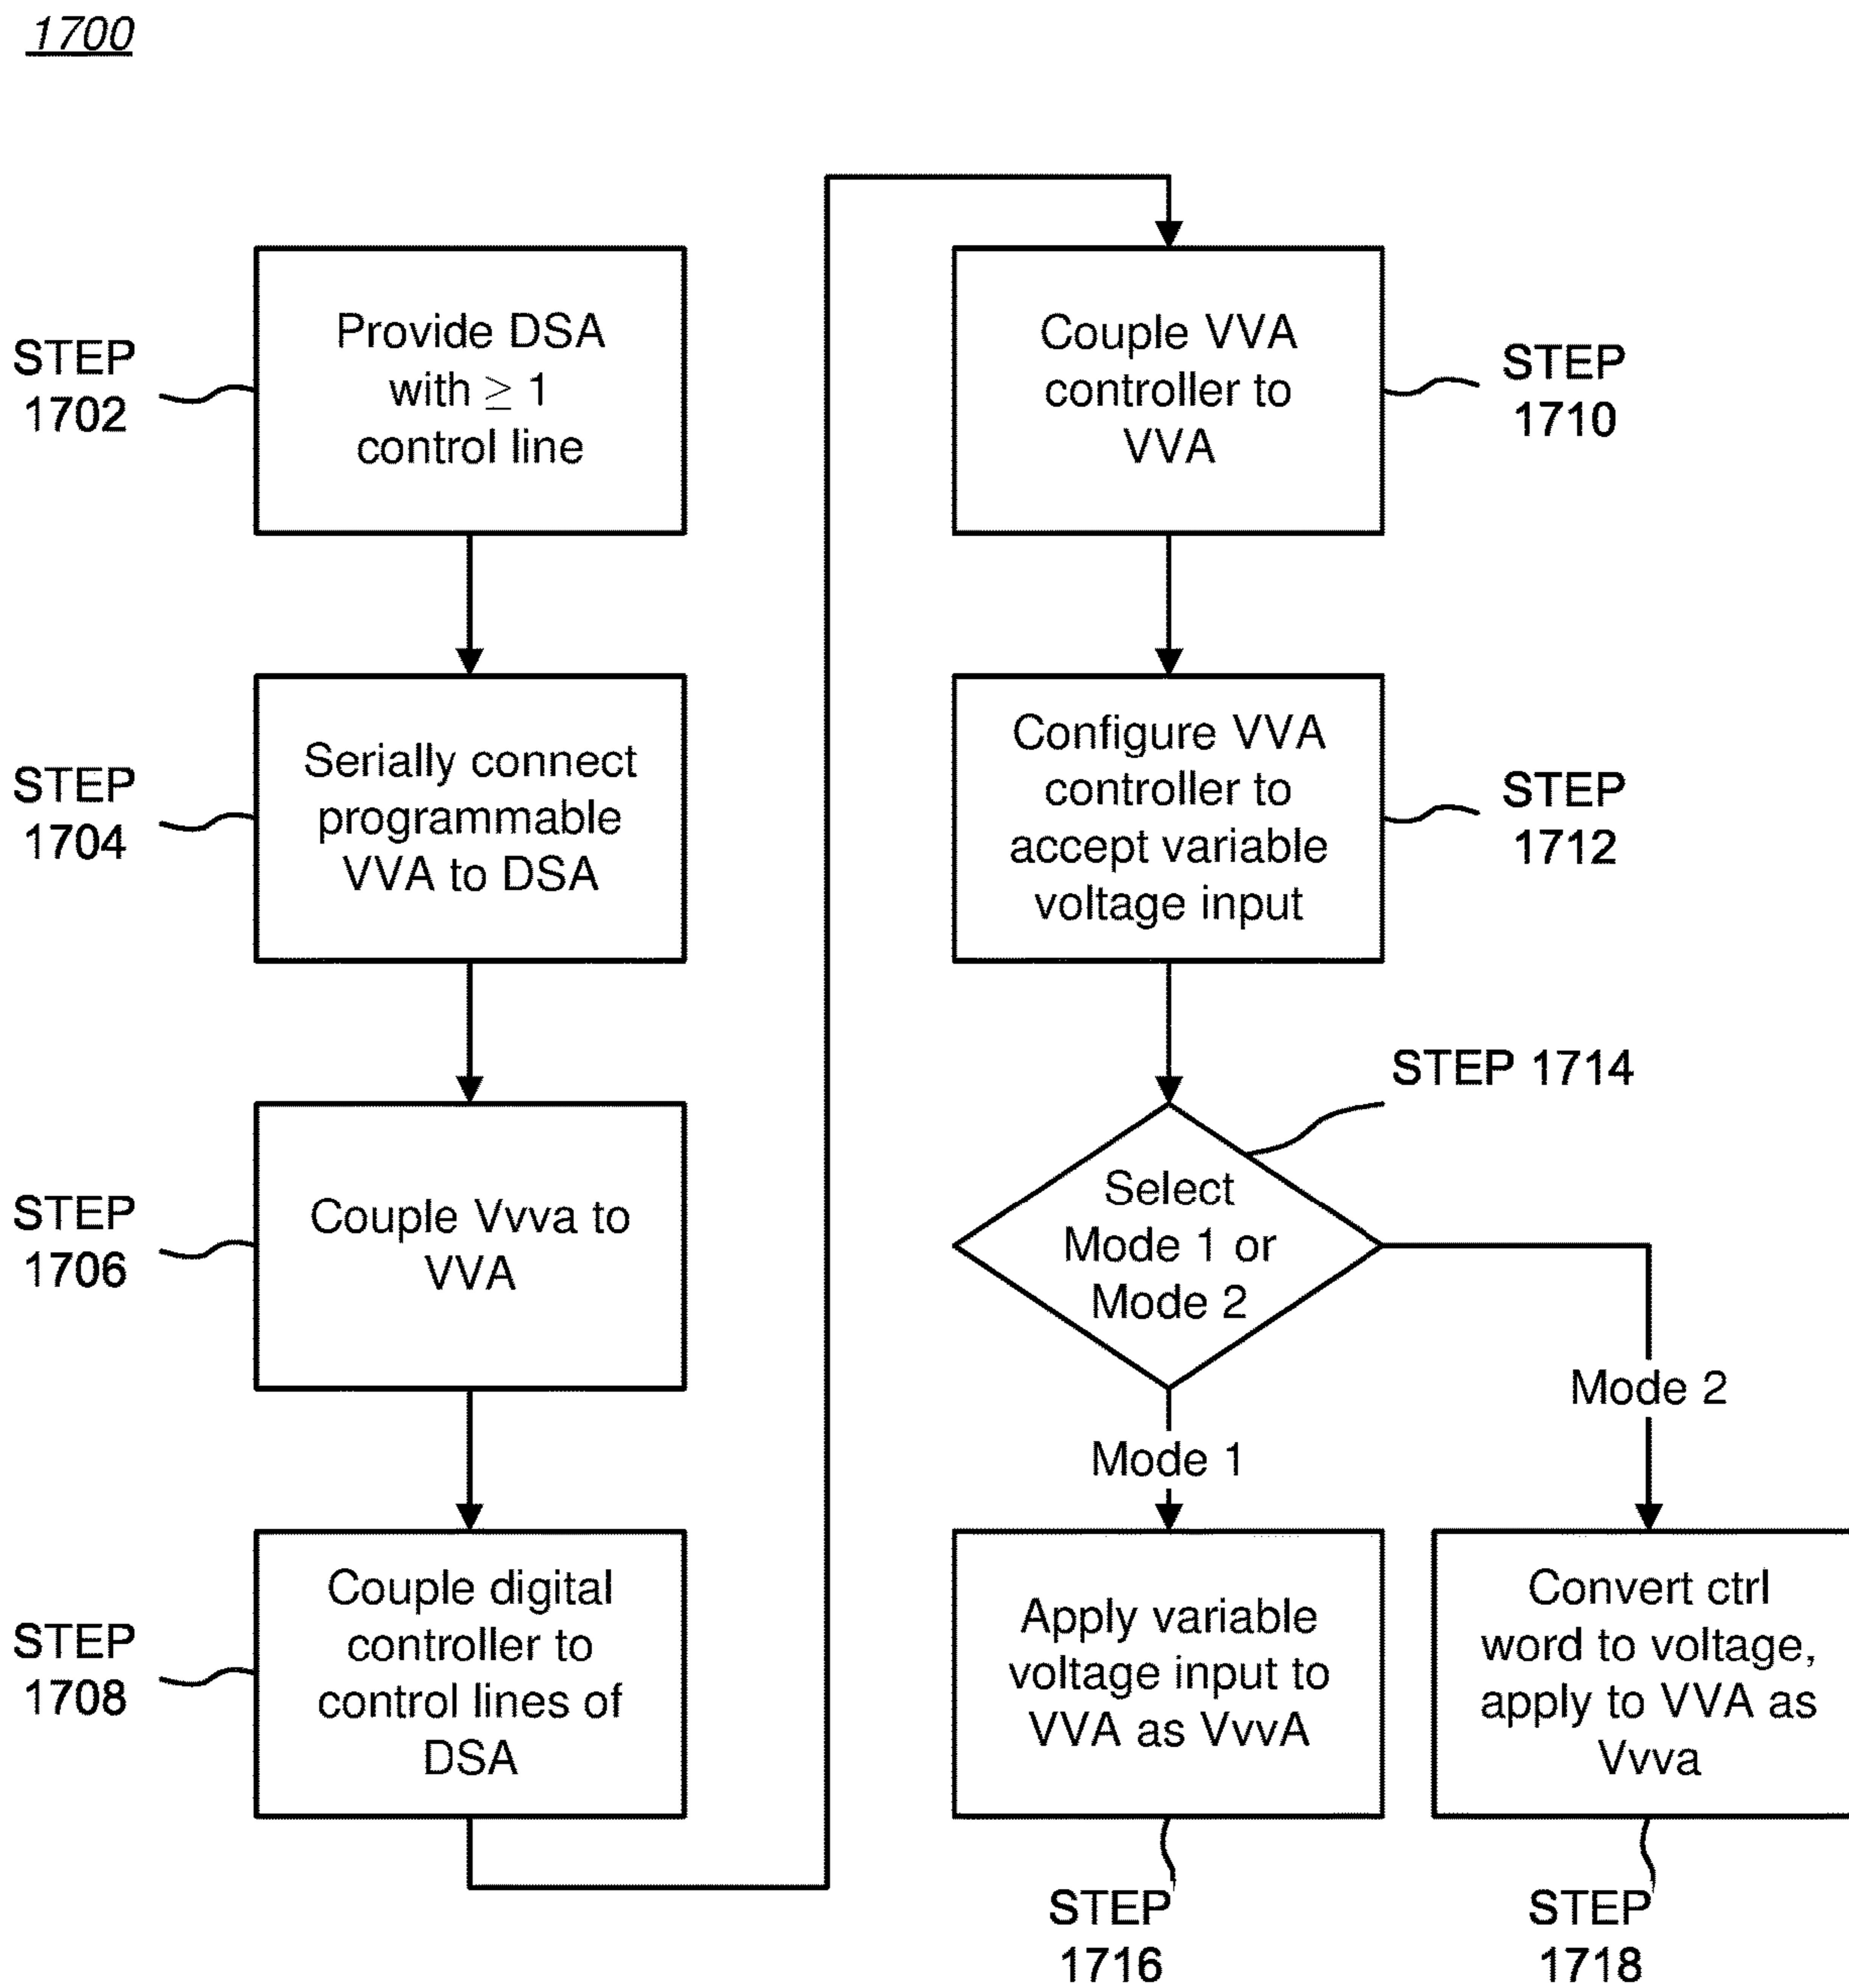 1700
STEP
1702
Provide DSA
with ≥ 1
control line
STEP
1704
Serially connect
programmable
VVA to DSA
STEP
1706
Couple Vvva to
VVA
STEP
1708
Couple digital
controller to
control lines of
DSA
Couple VVA
controller to
VVA
STEP
1710
Configure VVA
controller to
accept variable
voltage input
STEP
1712
STEP 1714
Select
Mode 1 or
Mode 2
Mode 1
Mode 2
Apply variable
voltage input to
VVA as VvvA
STEP
1716
Convert ctrl
word to voltage,
apply to VVA as
Vvva
STEP
1718